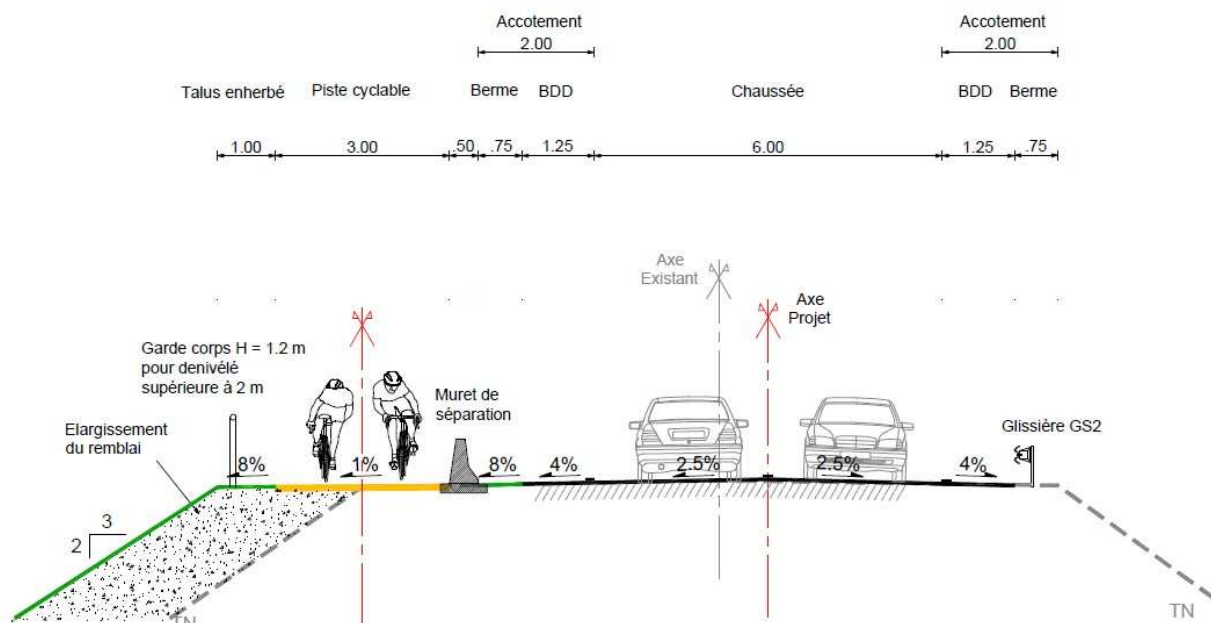 Accotement
2.00
Accotement
2.00
Talus enherbé
Piste cyclable
Berme
BDD
Chaussée
BDD
Berme
1.00
3.00
.50
.75
1.25
6.00
1.25
.75
Axe
Existant
Axe
Projet
Garde corps H = 1.2 m
pour denivélé
supérieure à 2 m
Muret de
séparation
Elargissement
du remblai
Glissière GS2
8%
1%
8%
4%
2.5%
2.5%
4%
3
2
TN
TN